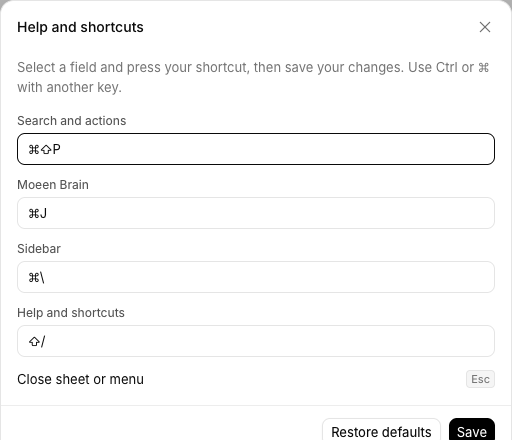 Help and shortcuts
Select a field and press your shortcut, then save your changes. Use Ctrl or ⌘
with another key.
Search and actions
⌘⇧P
Moeen Brain
⌘J
Sidebar
⌘\
Help and shortcuts
⇧/
Close sheet or menu
Esc
Restore defaults
Save